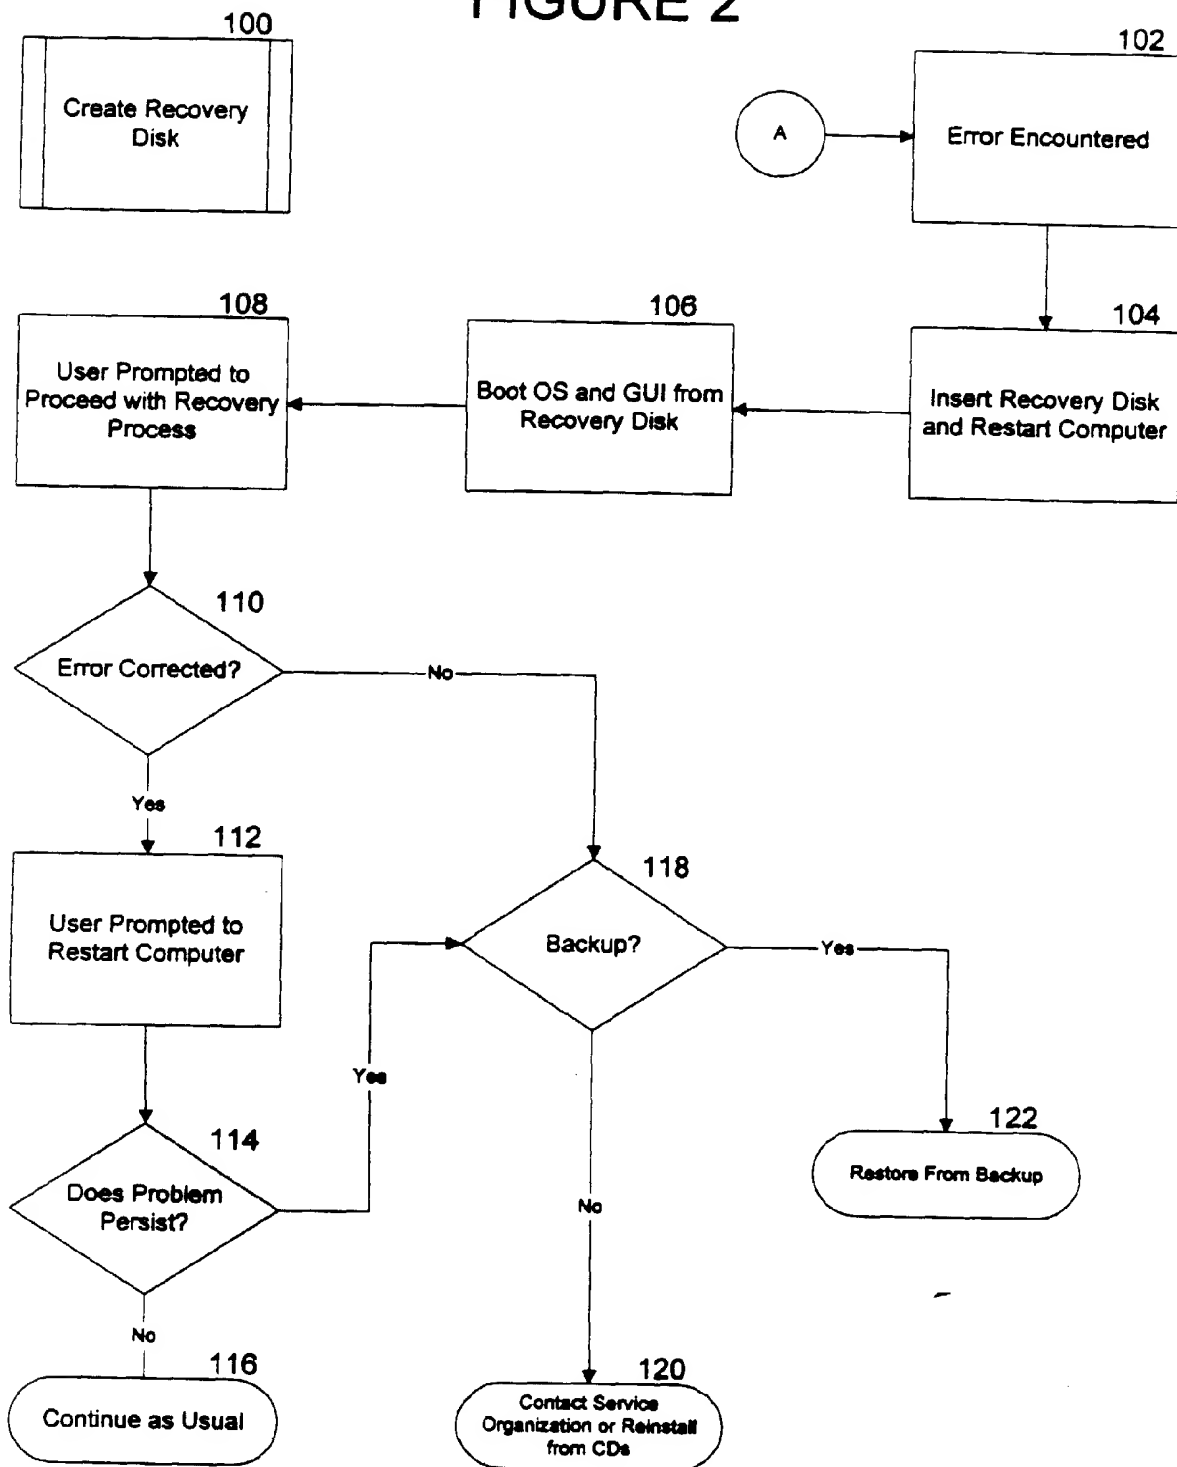 FIGURE 2
100
Create Recovery
Disk
A
102
Error Encountered
108
User Prompted to
Proceed with Recovery
Process
106
Boot OS and GUI from
Recovery Disk
104
Insert Recovery Disk
and Restart Computer
110
Error Corrected?
No
Yes
112
User Prompted to
Restart Computer
118
Backup?
Yes
Yes
114
Does Problem
Persist?
122
Restore From Backup
No
No
116
Continue as Usual
120
Contact Service
Organization or Reinstall
from CDs